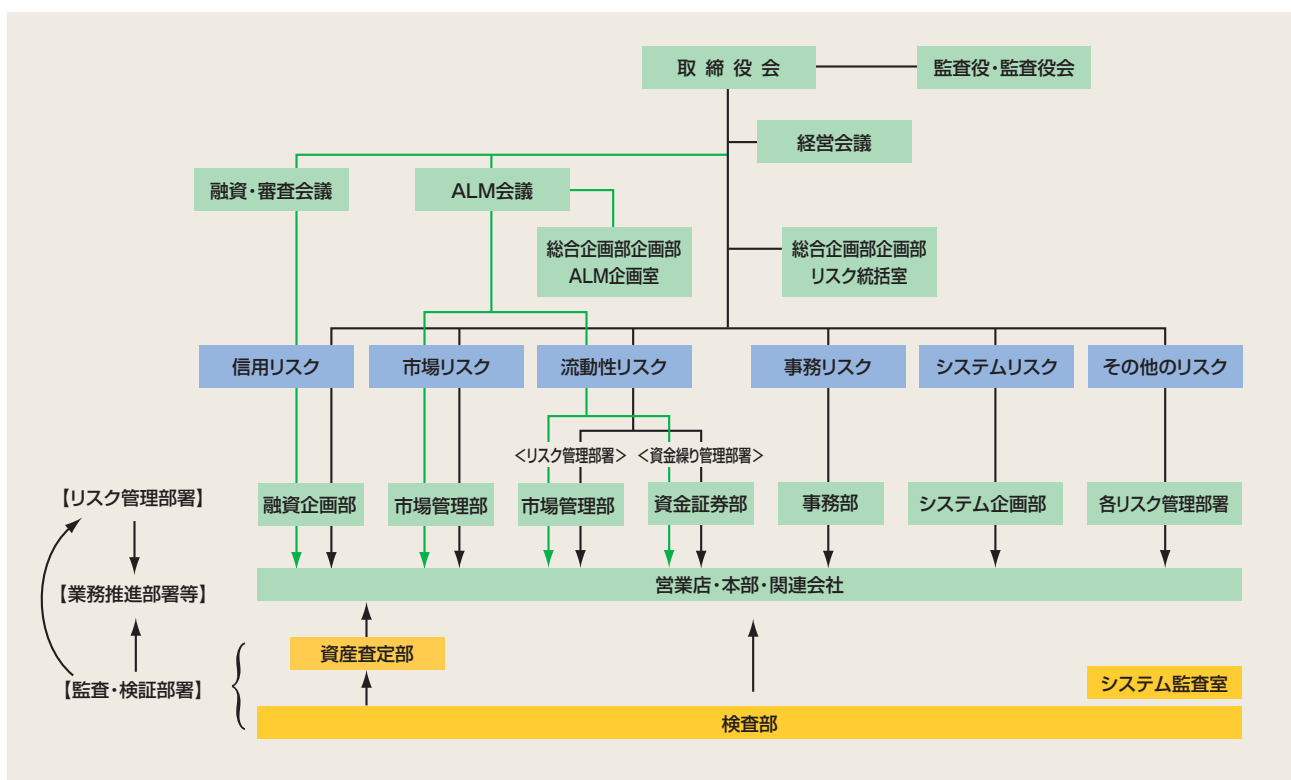 取締役会
監査役・監査役会
経営会議
融資・審査会議
ALM会議
総合企画部企画部
ALM企画室
総合企画部企画部
リスク統括室
信用リスク
市場リスク
流動性リスク
事務リスク
システムリスク
その他のリスク
<リスク管理部署>
<資金繰り管理部署>
【リスク管理部署】
融資企画部
市場管理部
市場管理部
資金証券部
事務部
システム企画部
各リスク管理部署
【業務推進部署等】
営業店・本部・関連会社
資産査定部
【監査・検証部署】
システム監査室
検査部